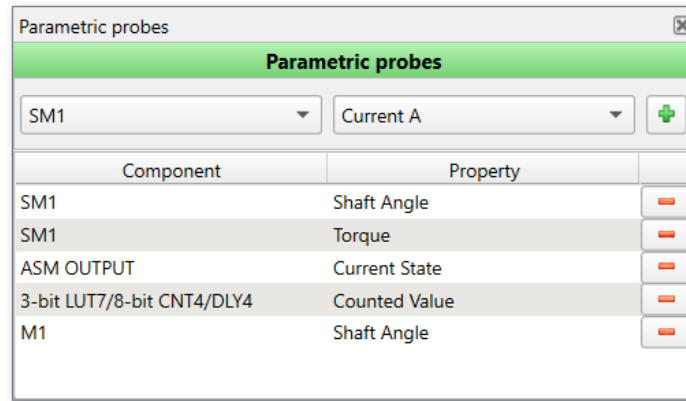 Parametric probes
Parametric probes
SM1 Current A
Component Property
SM1 Shaft Angle
SM1 Torque
ASM OUTPUT Current State
3-bit LUT7/8-bit CNT4/DLY4 Counted Value
M1 Shaft Angle